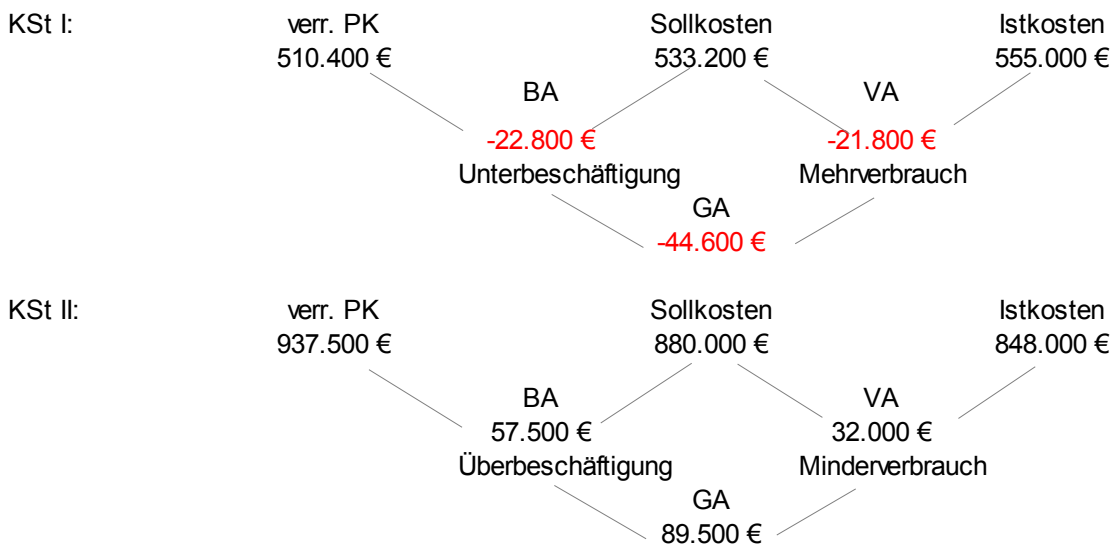 KSt I: verr. PK Sollkosten Istkosten
510.400 € 533.200 € 555.000 €
BA VA
-22.800 € -21.800 €
Unterbeschäftigung Mehrverbrauch
GA
-44.600 €
KSt II: verr. PK Sollkosten Istkosten
937.500 € 880.000 € 848.000 €
BA VA
57.500 € 32.000 €
Überbeschäftigung Minderverbrauch
GA
89.500 €